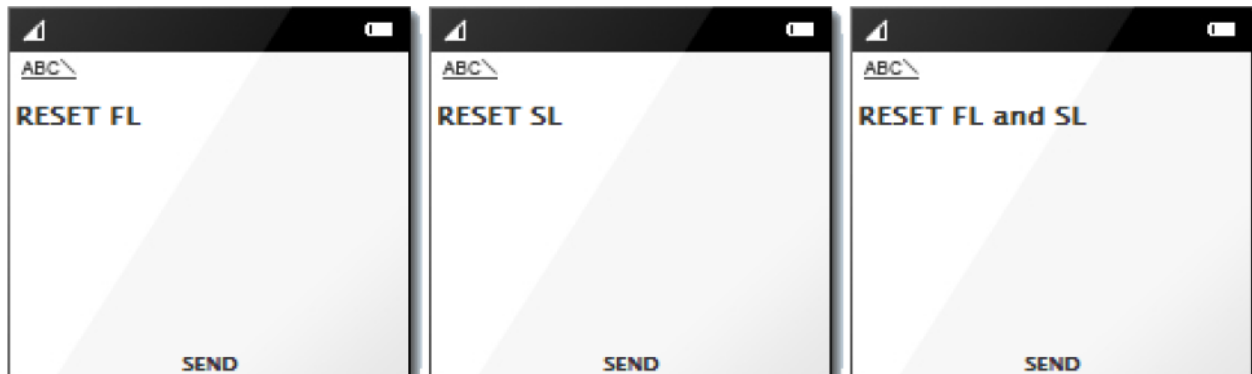 ABC\
RESET FL
SEND
ABC\
RESET SL
SEND
ABC\
RESET FL and SL
SEND